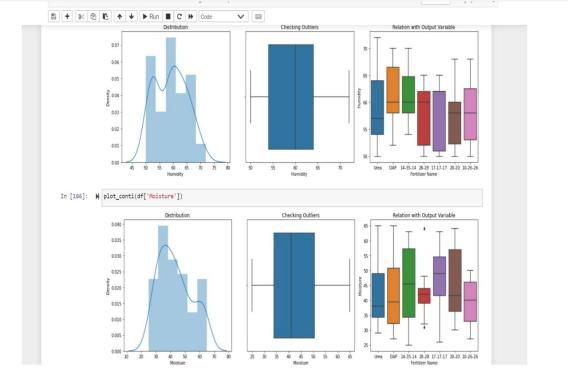 Run
Code
Distribution
Checking Outliers
Relation with Output Variable
0.07
0.06
0.05
0.04
0.03
0.02
0.01
0.00
Density
45 50 55 60 65 70 75 80
Humidity
50 55 60 65 70
Humidity
70
65
60
55
50
Humidity
Urea DAP 14-35-14 28-28 17-17-17 20-20 10-26-26
Fertilizer Name
In [106]: plot_conti(df['Moisture'])
Distribution
Checking Outliers
Relation with Output Variable
0.040
0.035
0.030
0.025
0.020
0.015
0.010
0.005
0.000
Density
10 20 30 40 50 60 70 80
Moisture
25 30 35 40 45 50 55 60 65
Moisture
65
60
55
50
45
40
35
30
25
Moisture
Urea DAP 14-35-14 28-28 17-17-17 20-20 10-26-26
Fertilizer Name